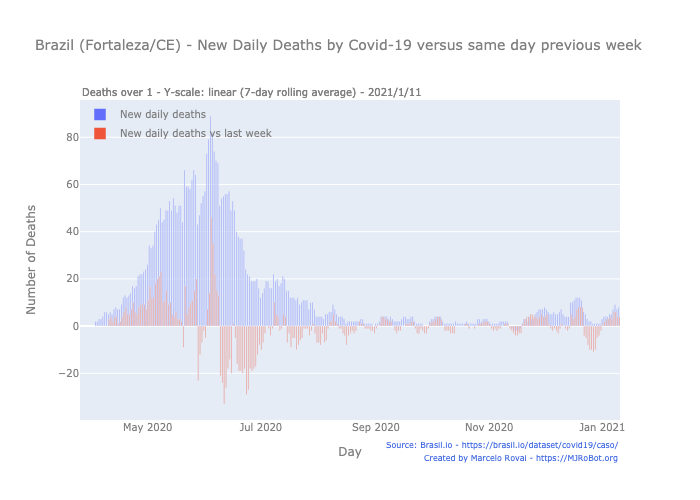 Brazil (Fortaleza/CE) - New Daily Deaths by Covid-19 versus same day previous week
Deaths over 1 - Y-scale: linear (7-day rolling average) - 2021/1/11
New daily deaths
New daily deaths vs last week
80
60
40
20
0
−20
Number of Deaths
May 2020
Jul 2020
Sep 2020
Nov 2020
Jan 2021
Day
Source: Brasil.io - https://brasil.io/dataset/covid19/caso/
Created by Marcelo Rovai - https://MJRoBot.org